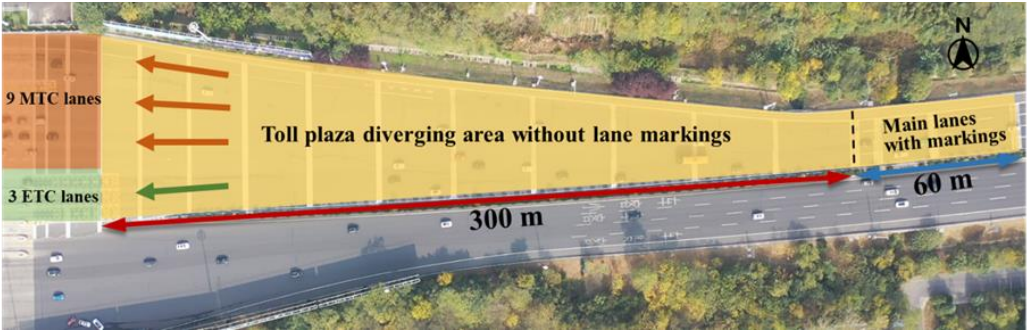 N
9 MTC lanes
Toll plaza diverging area without lane markings
Main lanes
with markings
3 ETC lanes
60 m
300 m